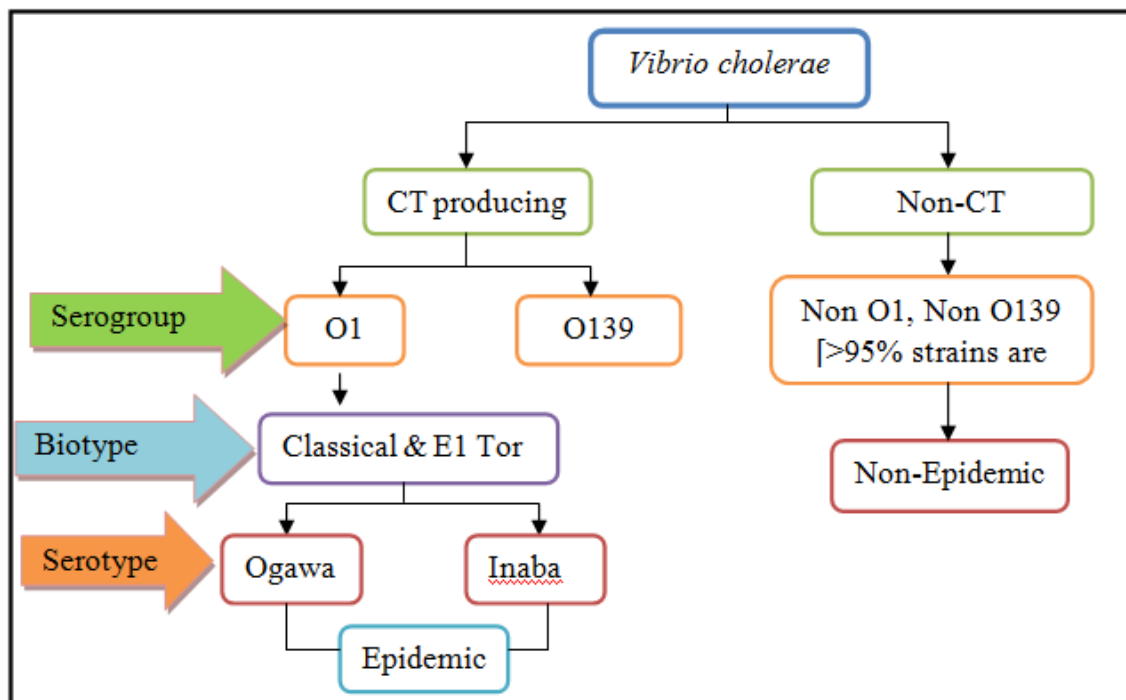 Vibrio cholerae
CT producing
Non-CT
Serogroup
O1
O139
Non O1, Non O139
[>95% strains are
Biotype
Classical & E1 Tor
Non-Epidemic
Serotype
Ogawa
Inaba
Epidemic